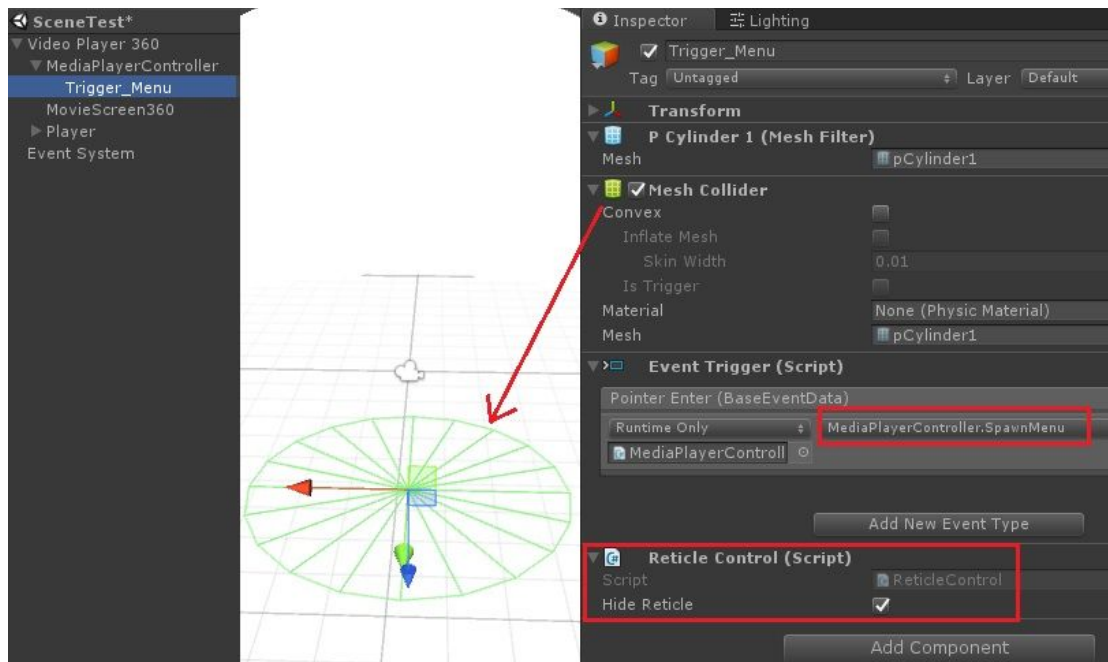 SceneTest*
Video Player 360
MediaPlayerController
Trigger_Menu
MovieScreen360
Player
Event System
Inspector
Lighting
Trigger_Menu
Tag Untagged Layer Default
Transform
P Cylinder 1 (Mesh Filter)
Mesh pCylinder1
Mesh Collider
Convex
Inflate Mesh
Skin Width 0.01
Is Trigger
Material None (Physic Material)
Mesh pCylinder1
Event Trigger (Script)
Pointer Enter (BaseEventData)
Runtime Only MediaPlayerController.SpawnMenu
MediaPlayerControll
Add New Event Type
Reticle Control (Script)
Script ReticleControl
Hide Reticle
Add Component